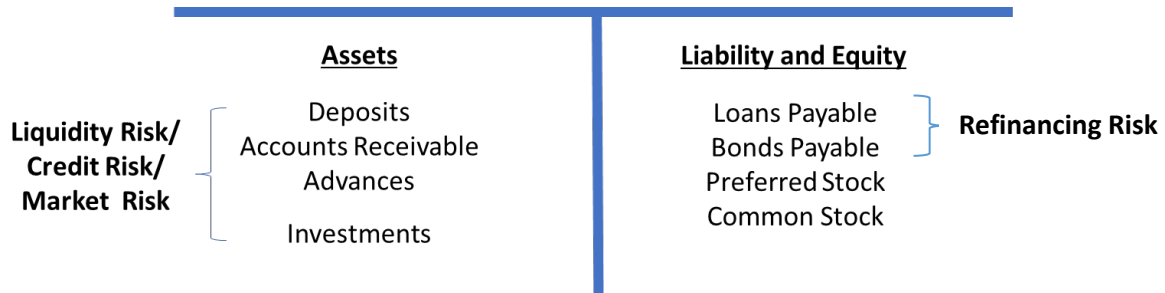 Assets
Liability and Equity
Liquidity Risk/
Credit Risk/
Market Risk
Deposits
Accounts Receivable
Advances
Investments
Loans Payable
Bonds Payable
Preferred Stock
Common Stock
Refinancing Risk